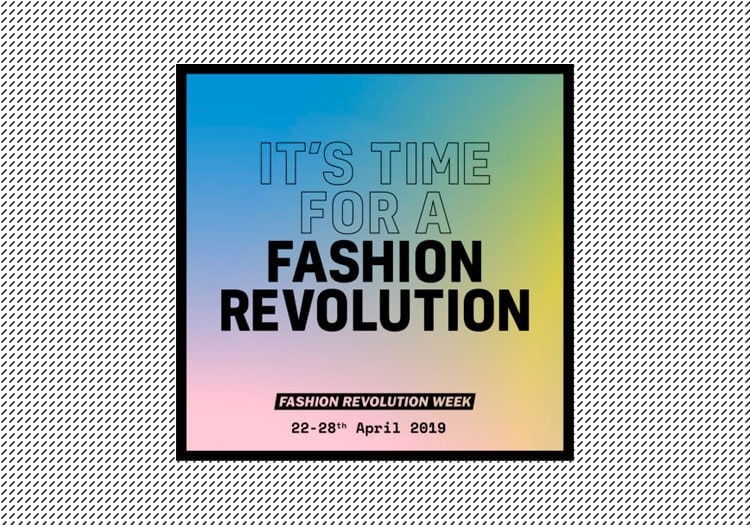 IT'S TIME
FOR A
FASHION
REVOLUTION
FASHION REVOLUTION WEEK
22-28th April 2019